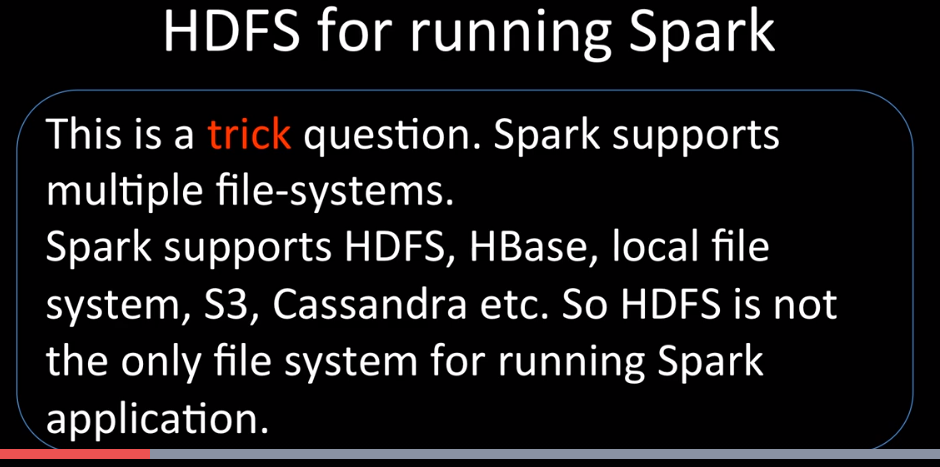 HDFS for running Spark
This is a trick question. Spark supports
multiple file-systems.
Spark supports HDFS, HBase, local file
system, S3, Cassandra etc. So HDFS is not
the only file system for running Spark
application.